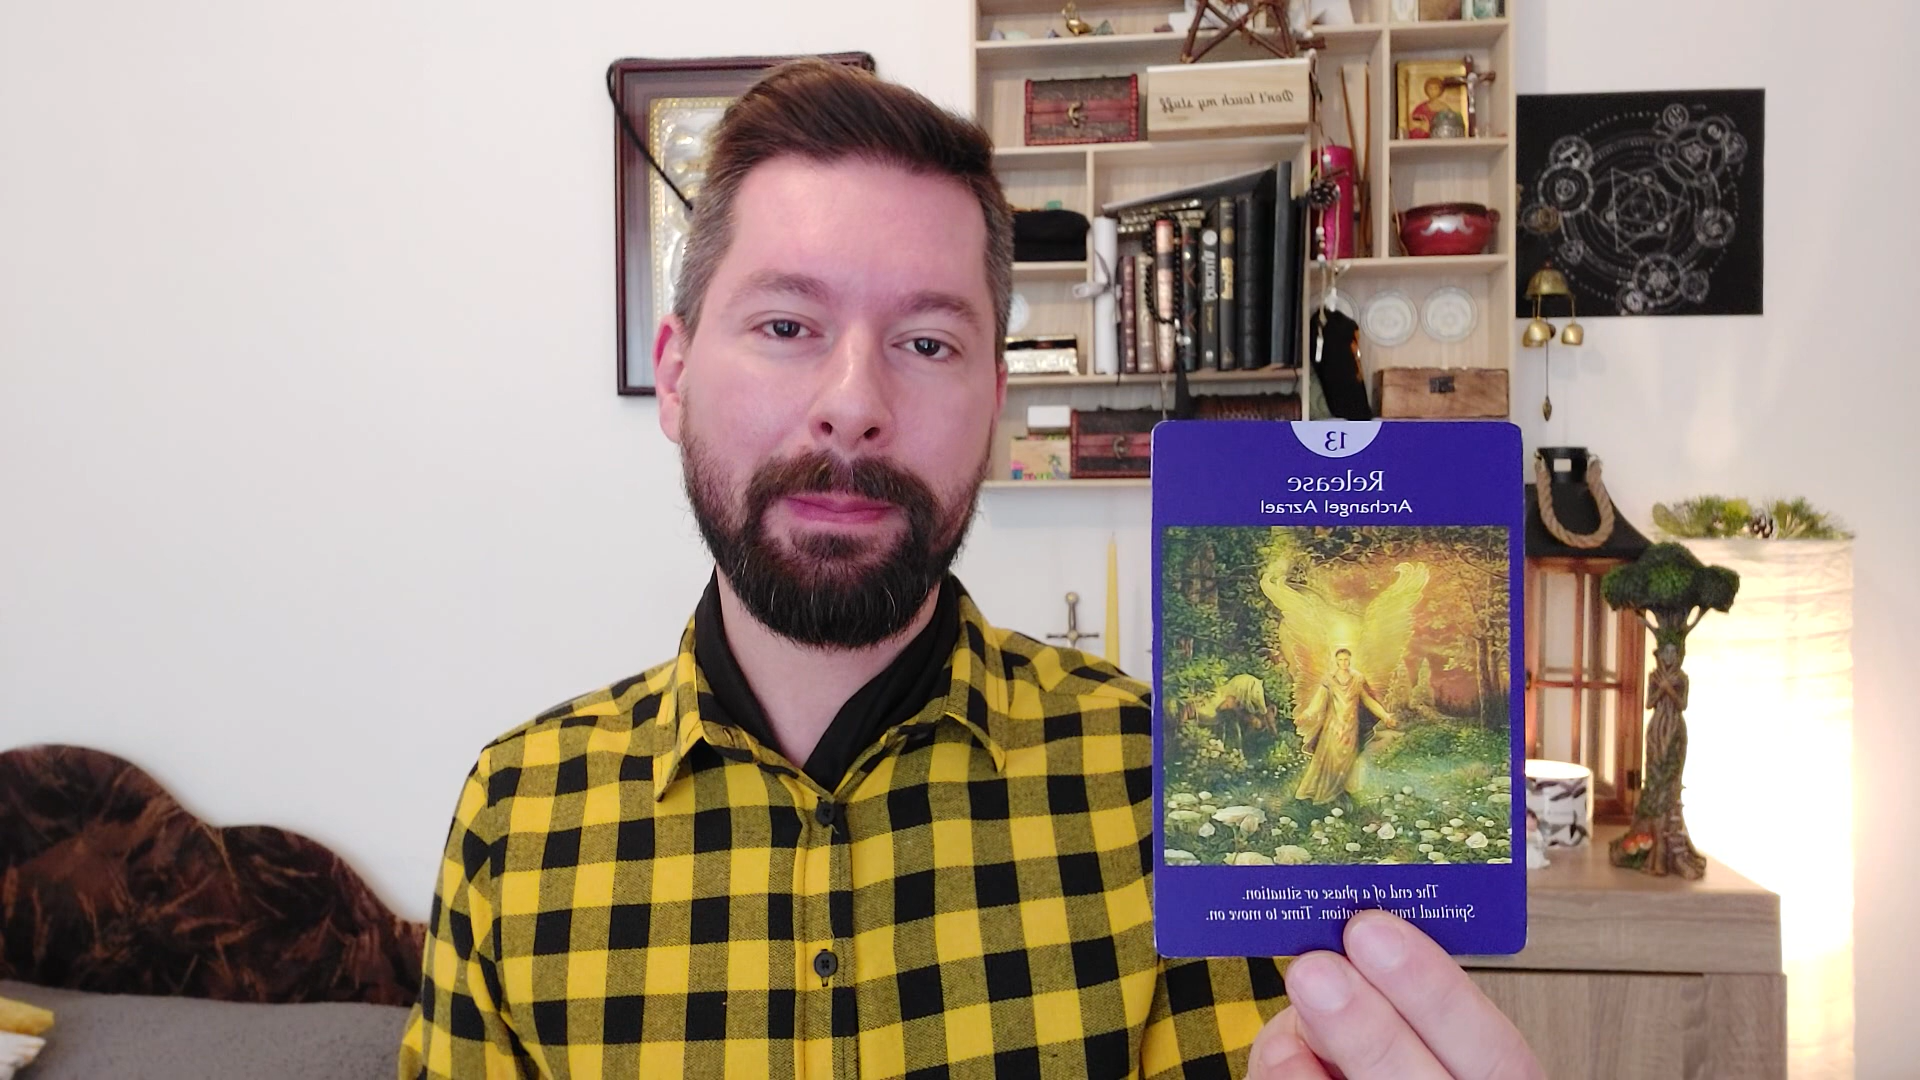 Don't touch my stuff
13
Release
Archangel Azrael
The end of a phase or situation.
Spiritual transformation. Time to move on.